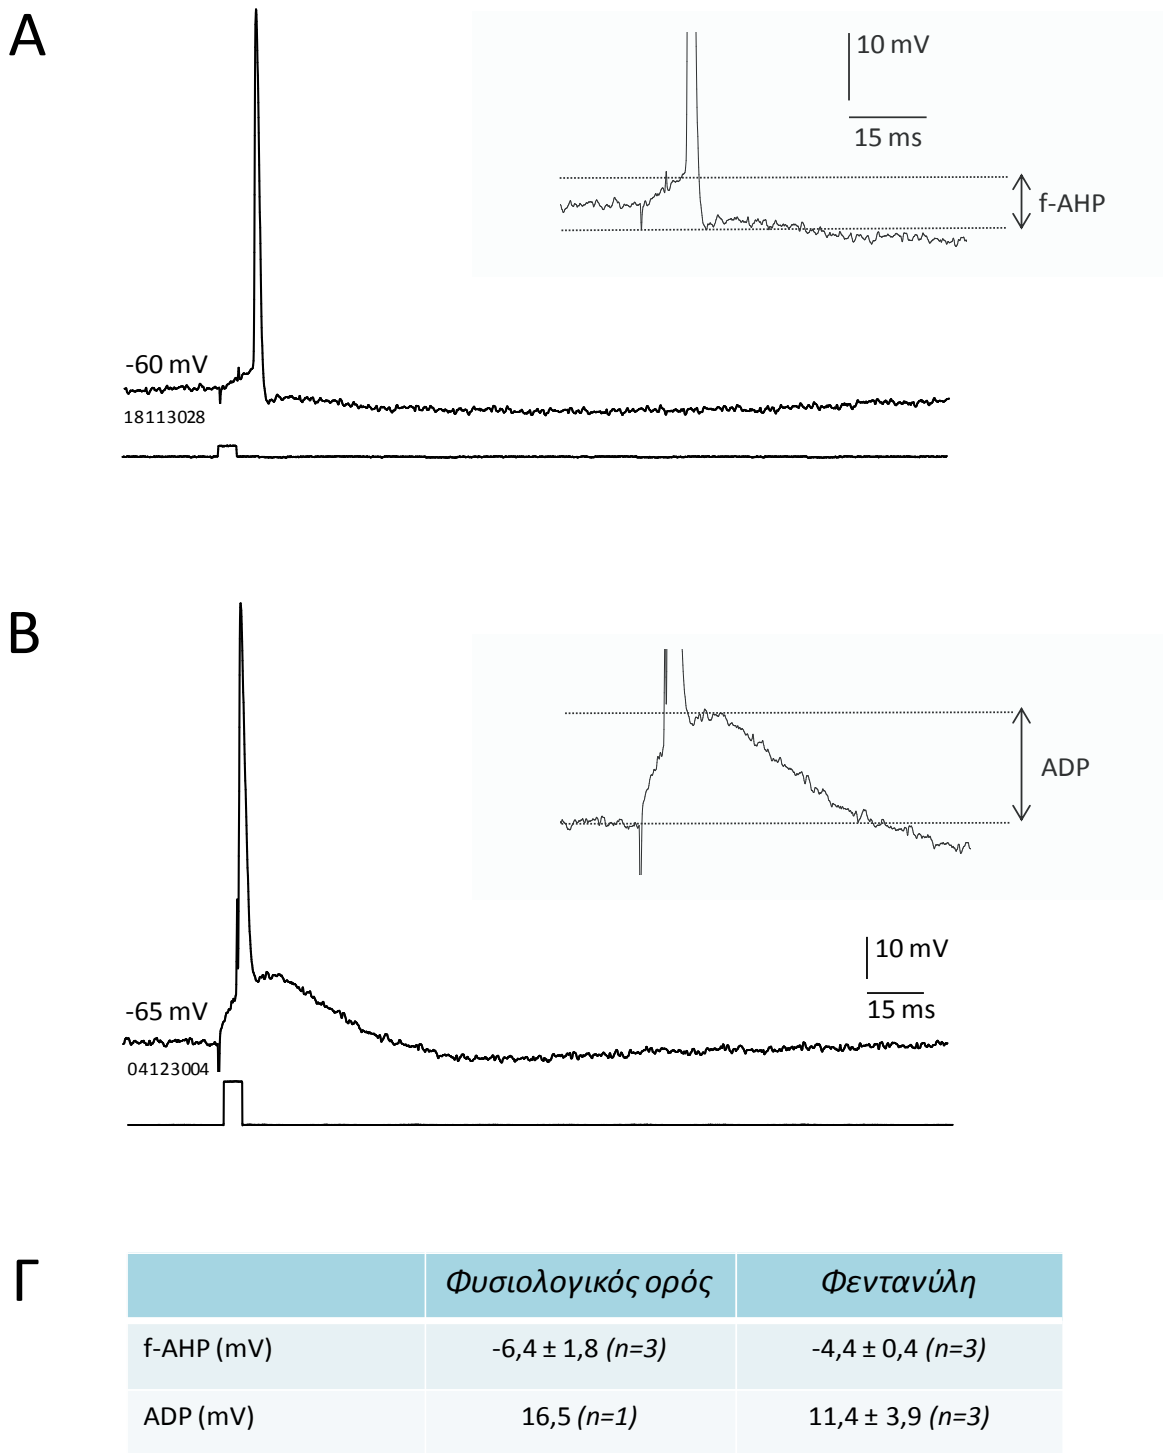 A
10 mV
15 ms
f-AHP
-60 mV
18113028
B
ADP
10 mV
15 ms
-65 mV
04123004
Γ
Φυσιολογικός ορός Φεντανύλη
f-AHP (mV) -6,4 ± 1,8 (n=3) -4,4 ± 0,4 (n=3)
ADP (mV) 16,5 (n=1) 11,4 ± 3,9 (n=3)